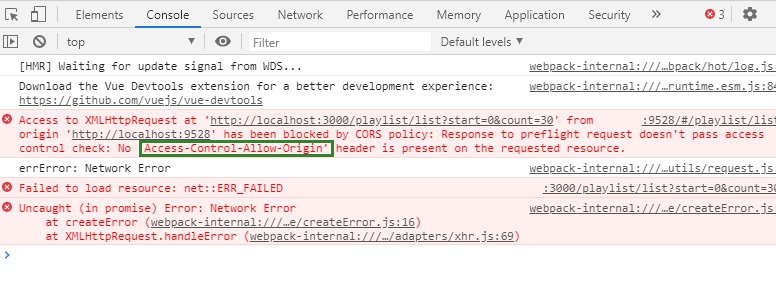 Elements Console Sources Network Performance Memory Application Security » 3
top Filter Default levels ▼
[HMR] Waiting for update signal from WDS... webpack-internal:///…bpack/hot/log.js
Download the Vue Devtools extension for a better development experience: webpack-internal:///…runtime.esm.js:84
https://github.com/vuejs/vue-devtools
Access to XMLHttpRequest at 'http://localhost:3000/playlist/list?start=0&count=30' from :9528/#/playlist/list
origin 'http://localhost:9528' has been blocked by CORS policy: Response to preflight request doesn't pass access
control check: No 'Access-Control-Allow-Origin' header is present on the requested resource.
errError: Network Error webpack-internal:///…utils/request.js
Failed to load resource: net::ERR_FAILED :3000/playlist/list?start=0&count=30
Uncaught (in promise) Error: Network Error webpack-internal:///…e/createError.js
at createError (webpack-internal:///…e/createError.js:16)
at XMLHttpRequest.handleError (webpack-internal:///…/adapters/xhr.js:69)